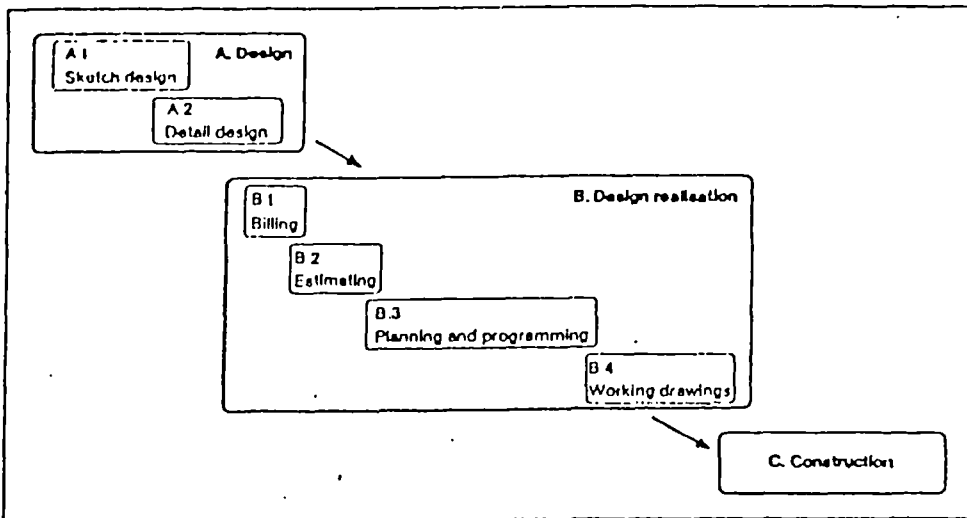 A 1
A. Design
Sketch design
A 2
Detail design
B 1
B. Design realisation
Billing
B 2
Estimating
B.3
Planning and programming
B 4
Working drawings
C. Construction